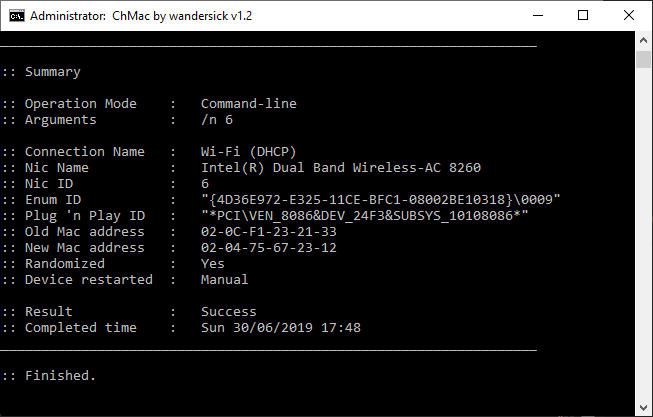 Administrator: ChMac by wandersick v1.2
:: Summary
:: Operation Mode : Command-line
:: Arguments : /n 6
:: Connection Name : Wi-Fi (DHCP)
:: Nic Name : Intel(R) Dual Band Wireless-AC 8260
:: Nic ID : 6
:: Enum ID : "{4D36E972-E325-11CE-BFC1-08002BE10318}\0009"
:: Plug 'n Play ID : "*PCI\VEN_8086&DEV_24F3&SUBSYS_10108086*"
:: Old Mac address : 02-0C-F1-23-21-33
:: New Mac address : 02-04-75-67-23-12
:: Randomized : Yes
:: Device restarted : Manual
:: Result : Success
:: Completed time : Sun 30/06/2019 17:48
:: Finished.